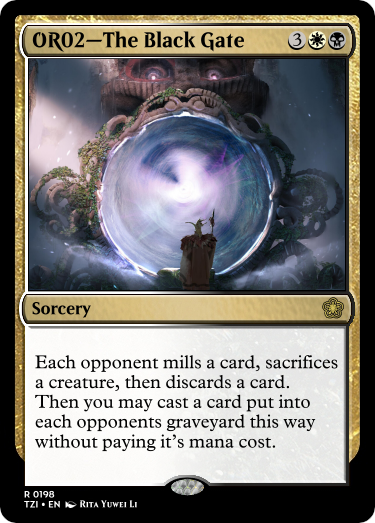 OR02—The Black Gate 3
Sorcery
Each opponent mills a card, sacrifices
a creature, then discards a card.
Then you may cast a card put into
each opponents graveyard this way
without paying it's mana cost.
R 0198
TZI • EN Rita Yuwei Li